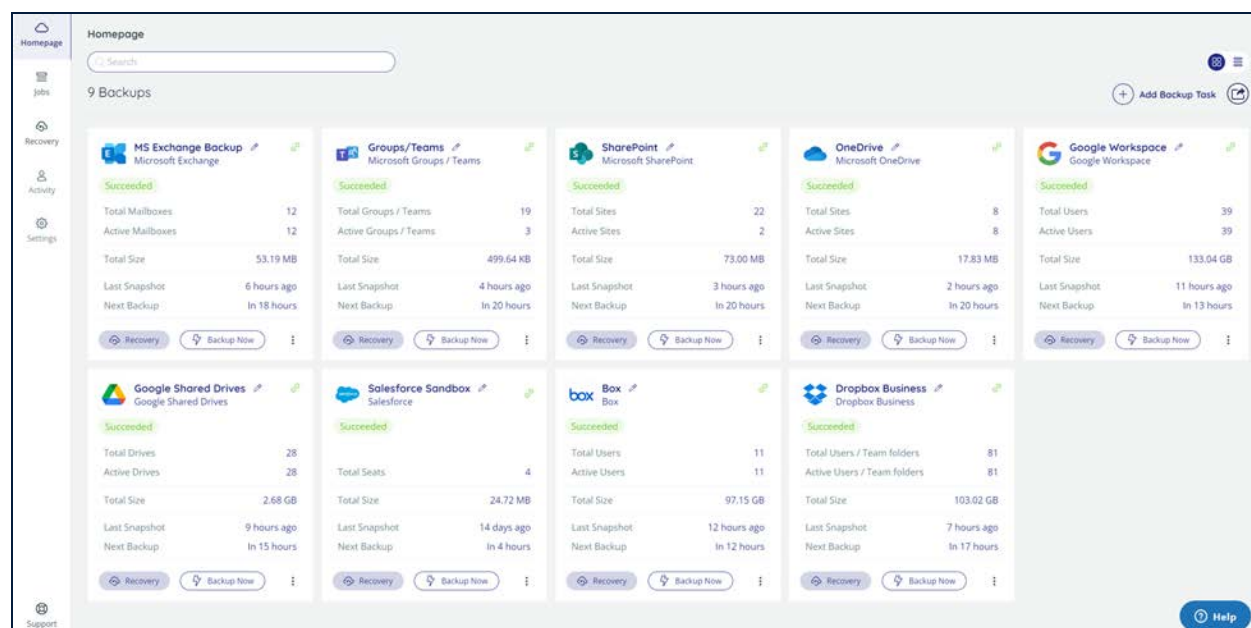 Homepage
Jobs
Recovery
Activity
Settings
Support
Homepage
Search
9 Backups
Add Backup Task
MS Exchange Backup
Microsoft Exchange
Succeeded
Total Mailboxes 12
Active Mailboxes 12
Total Size 53.19 MB
Last Snapshot 6 hours ago
Next Backup In 18 hours
Recovery Backup Now
Groups/Teams
Microsoft Groups / Teams
Succeeded
Total Groups / Teams 19
Active Groups / Teams 3
Total Size 499.64 KB
Last Snapshot 4 hours ago
Next Backup In 20 hours
Recovery Backup Now
SharePoint
Microsoft SharePoint
Succeeded
Total Sites 22
Active Sites 2
Total Size 73.00 MB
Last Snapshot 3 hours ago
Next Backup In 20 hours
Recovery Backup Now
OneDrive
Microsoft OneDrive
Succeeded
Total Sites 8
Active Sites 8
Total Size 17.83 MB
Last Snapshot 2 hours ago
Next Backup In 20 hours
Recovery Backup Now
Google Workspace
Google Workspace
Succeeded
Total Users 39
Active Users 39
Total Size 133.04 GB
Last Snapshot 11 hours ago
Next Backup In 13 hours
Recovery Backup Now
Google Shared Drives
Google Shared Drives
Succeeded
Total Drives 28
Active Drives 28
Total Size 2.68 GB
Last Snapshot 9 hours ago
Next Backup In 15 hours
Recovery Backup Now
Salesforce Sandbox
Salesforce
Succeeded
Total Seats 4
Total Size 24.72 MB
Last Snapshot 14 days ago
Next Backup In 4 hours
Recovery Backup Now
box
Box
Box
Succeeded
Total Users 11
Active Users 11
Total Size 97.15 GB
Last Snapshot 12 hours ago
Next Backup In 12 hours
Recovery Backup Now
Dropbox Business
Dropbox Business
Succeeded
Total Users / Team folders 81
Active Users / Team folders 81
Total Size 103.02 GB
Last Snapshot 7 hours ago
Next Backup In 17 hours
Recovery Backup Now
Help